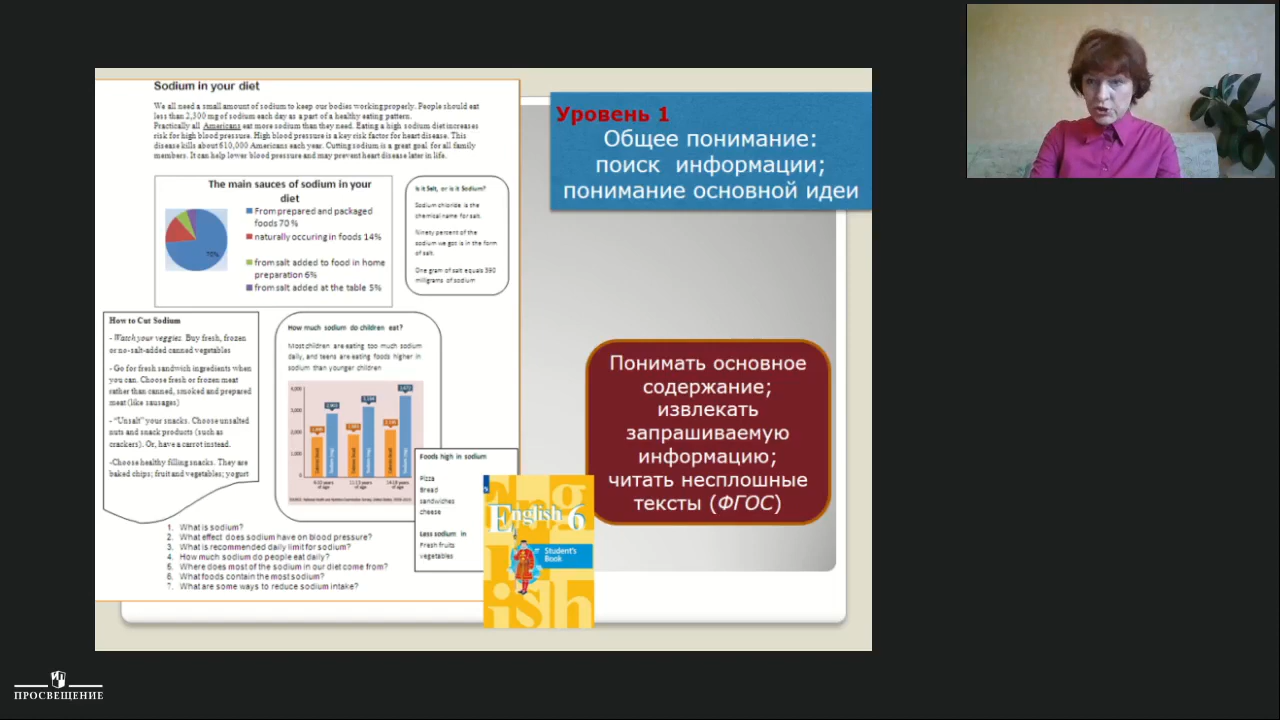 Sodium in your diet
We all need a small amount of sodium to keep our bodies working properly. People should eat
less than 2,300 mg of sodium each day as a part of a healthy eating pattern.
Practically all Americans eat more sodium than they need. Eating a high sodium diet increases
risk for high blood pressure. High blood pressure is a key risk factor for heart disease. This
disease kills about 610,000 Americans each year. Cutting sodium is a great goal for all family
members. It can help lower blood pressure and may prevent heart disease later in life.
The main sauces of sodium in your
diet
70%
From prepared and packaged
foods 70 %
naturally occuring in foods 14%
from salt added to food in home
preparation 6%
from salt added at the table 5%
Is it Salt, or is it Sodium?
Sodium chloride is the
chemical name for salt.
Ninety percent of the
sodium we got is in the form
of salt.
One gram of salt equals 390
milligrams of sodium
How to Cut Sodium
- Watch your veggies. Buy fresh, frozen
or no-salt-added canned vegetables
- Go for fresh sandwich ingredients when
you can. Choose fresh or frozen meat
rather than canned, smoked and prepared
meat (like sausages)
- "Unsalt" your snacks. Choose unsalted
nuts and snack products (such as
crackers). Or, have a carrot instead.
-Choose healthy filling snacks. They are
baked chips; fruit and vegetables; yogurt
How much sodium do children eat?
Most children are eating too much sodium
daily, and teens are eating foods higher in
sodium than younger children
4,000
3,000
2,000
1,000
0
of age
of age
of age
Foods high in sodium
Pizza
Bread
sandwiches
cheese
Less sodium in
Fresh fruits
vegetables
1. What is sodium?
2. What effect does sodium have on blood pressure?
3. What is recommended daily limit for sodium?
4. How much sodium do people eat daily?
5. Where does most of the sodium in our diet come from?
6. What foods contain the most sodium?
7. What are some ways to reduce sodium intake?
English 6
Student's
Book
Уровень 1
Общее понимание:
поиск информации;
понимание основной идеи
Понимать основное
содержание;
извлекать
запрашиваемую
информацию;
читать несплошные
тексты (ФГОС)
ПРОСВЕЩЕНИЕ